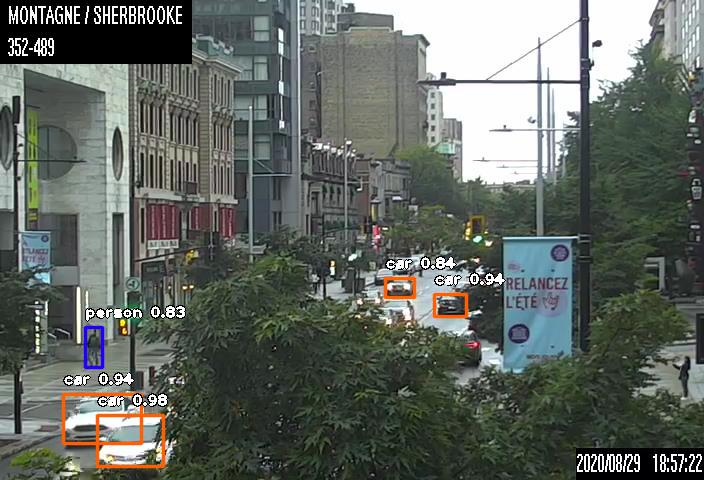 MONTAGNE / SHERBROOKE
352-489
car 0.84
car 0.94
RELANCEZ
L'ÉTÉ
person 0.83
car 0.94
car 0.98
2020/08/29 18:57:22